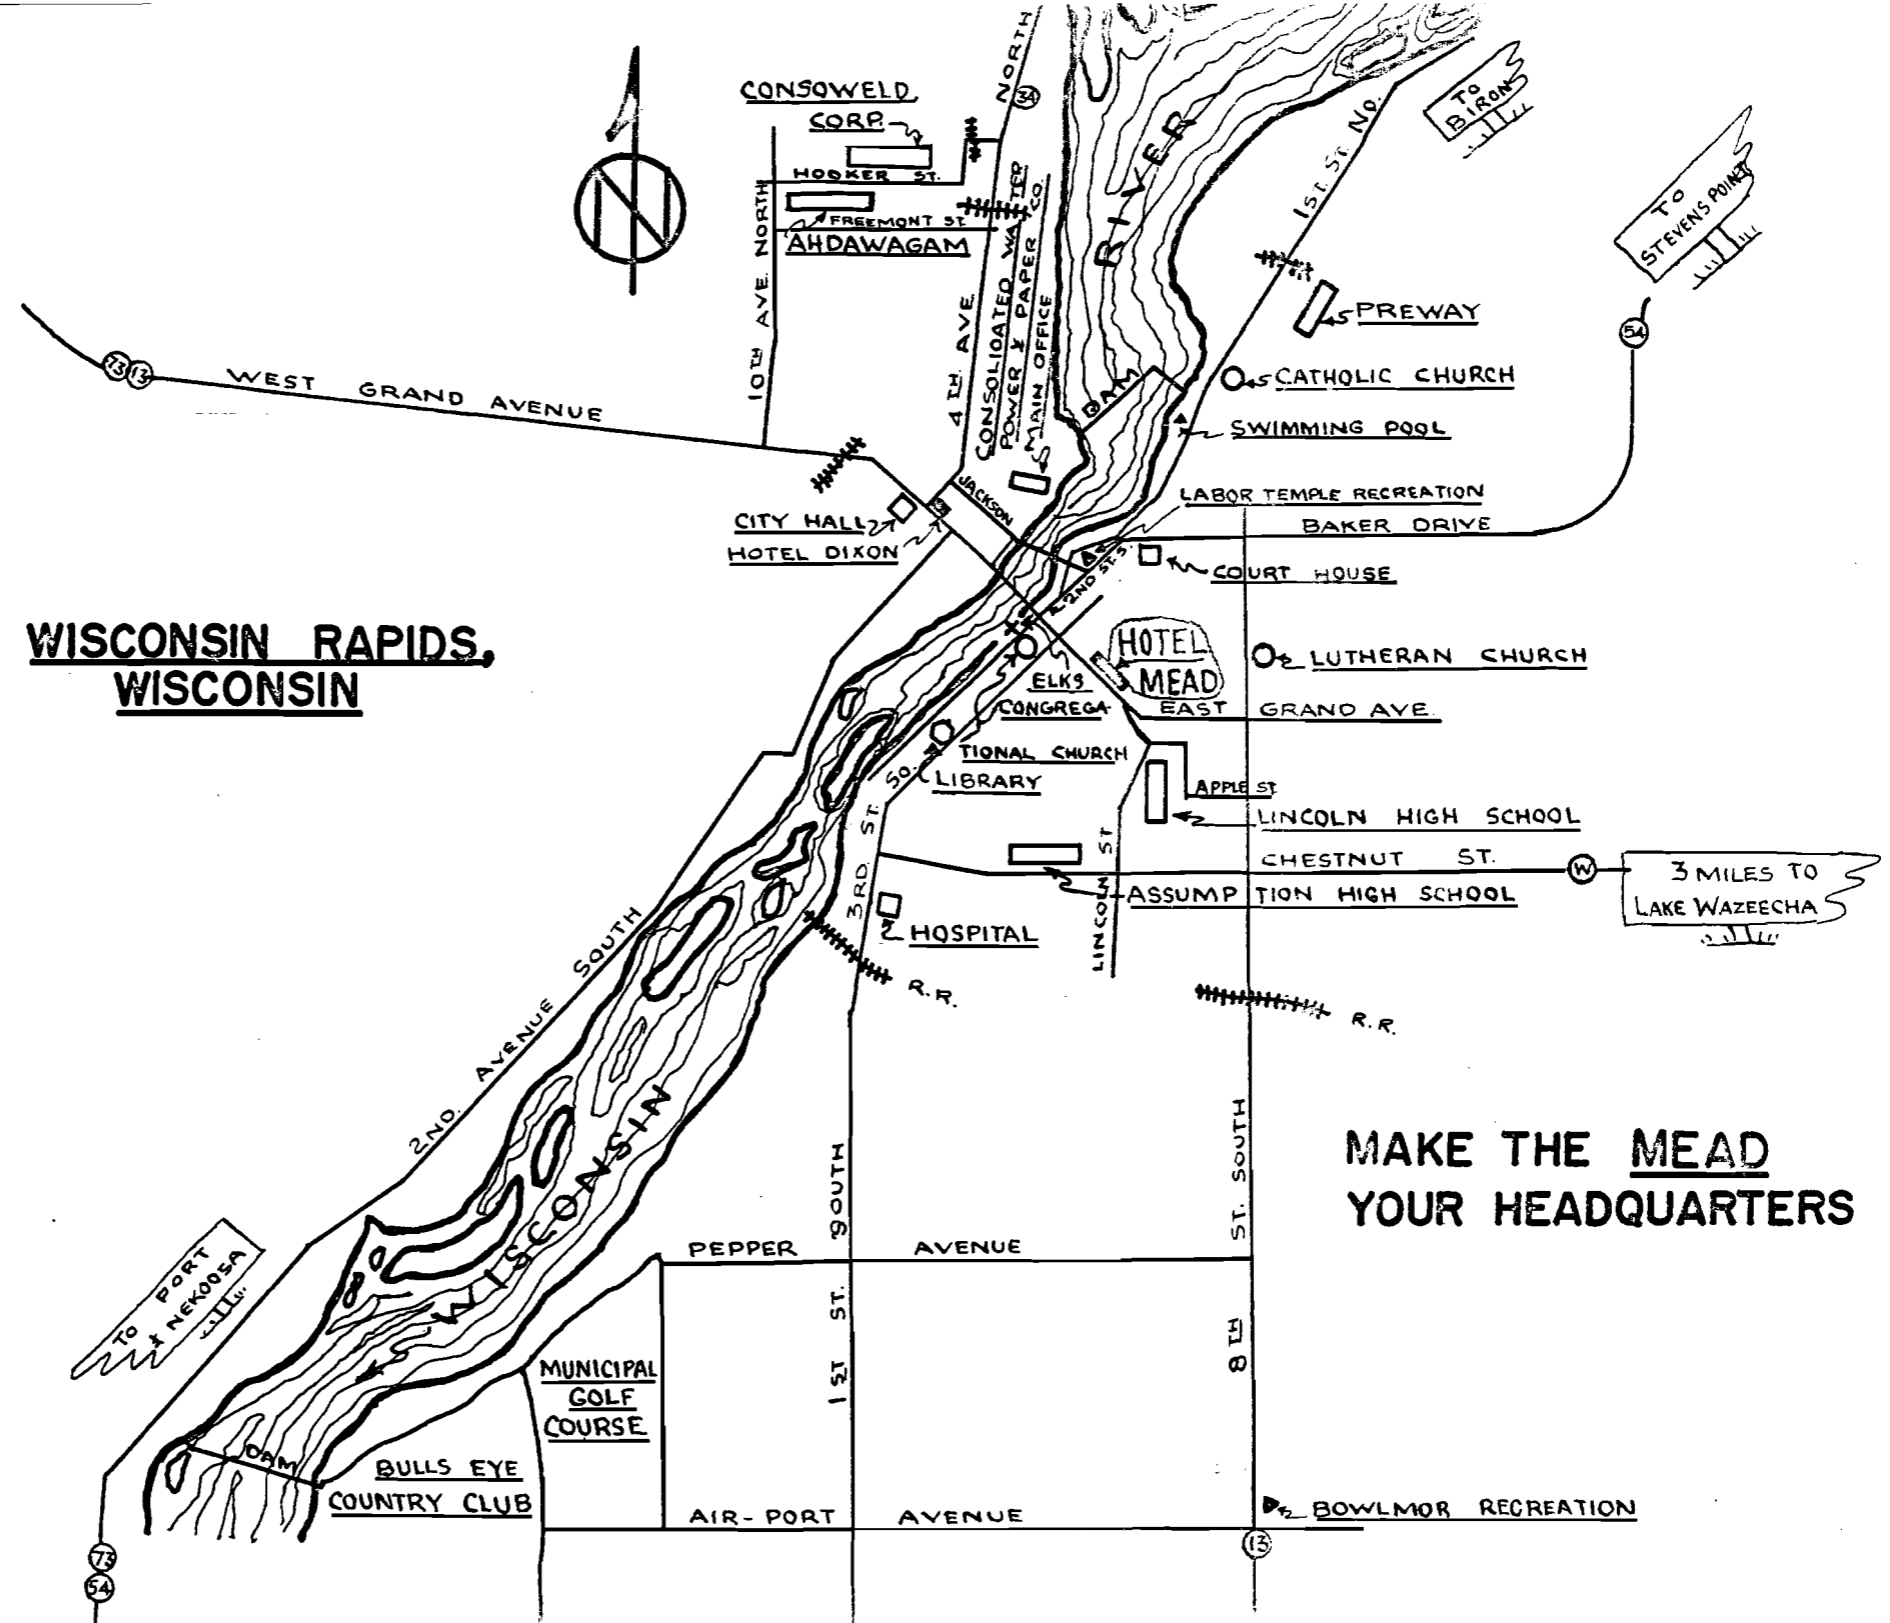 NORTH
34
CONSOWELD
CORP.
HOOKER ST.
FREEMONT ST
AHDAWAGAM
10TH AVE. NORTH
4TH AVE.
CONSOLIDATED WATER
POWER & PAPER CO.
MAIN OFFICE
RIVER
1ST. ST. NO.
TO
BIRON
TO
STEVENS POINT
54
PREWAY
CATHOLIC CHURCH
DAM
SWIMMING POOL
73 13
WEST GRAND AVENUE
JACKSON
LABOR TEMPLE RECREATION
BAKER DRIVE
CITY HALL
HOTEL DIXON
2ND ST. S.
COURT HOUSE
WISCONSIN RAPIDS,
WISCONSIN
HOTEL
MEAD
LUTHERAN CHURCH
ELKS
CONGREGA-
TIONAL CHURCH
EAST GRAND AVE.
LIBRARY
APPLE ST
LINCOLN HIGH SCHOOL
3RD ST. SO.
LINCOLN ST
CHESTNUT ST.
W
3 MILES TO
LAKE WAZEECHA
ASSUMPTION HIGH SCHOOL
HOSPITAL
R.R.
R.R.
2ND. AVENUE SOUTH
WISCONSIN
MAKE THE MEAD
YOUR HEADQUARTERS
1ST ST. SOUTH
8TH ST. SOUTH
PEPPER AVENUE
TO PORT
& NEKOOSA
MUNICIPAL
GOLF
COURSE
DAM
BULLS EYE
COUNTRY CLUB
AIR-PORT AVENUE
BOWLMOR RECREATION
13
73
54